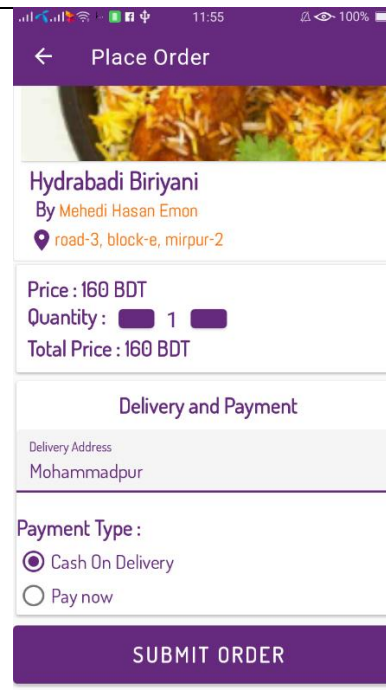 11:55
100%
Place Order
Hydrabadi Biriyani
By Mehedi Hasan Emon
road-3, block-e, mirpur-2
Price : 160 BDT
Quantity : 1
Total Price : 160 BDT
Delivery and Payment
Delivery Address
Mohammadpur
Payment Type :
Cash On Delivery
Pay now
SUBMIT ORDER